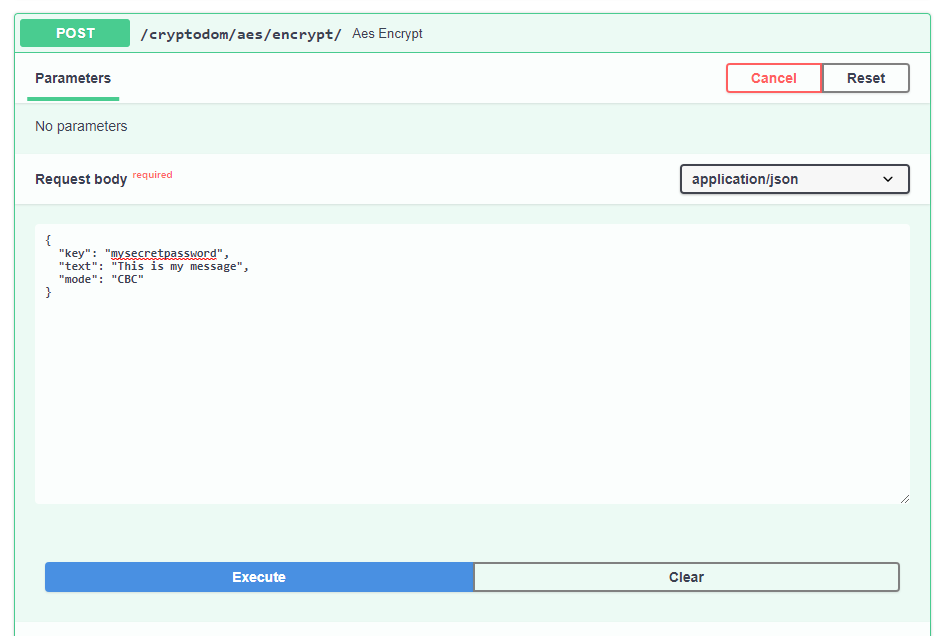 POST /cryptodom/aes/encrypt/ Aes Encrypt
Parameters Cancel Reset
No parameters
Request body required application/json
{
  "key": "mysecretpassword",
  "text": "This is my message",
  "mode": "CBC"
}
Execute Clear